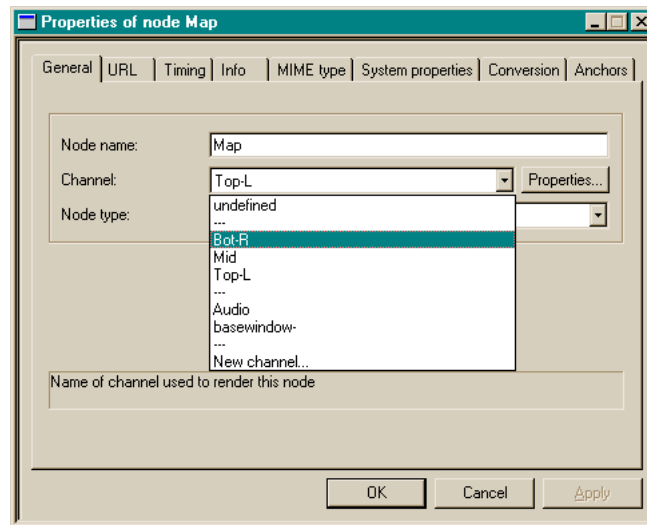 Properties of node Map
General URL Timing Info MIME type System properties Conversion Anchors
Node name: Map
Channel: Top-L Properties...
Node type:
undefined
---
Bot-R
Mid
Top-L
---
Audio
basewindow-
---
New channel...
Name of channel used to render this node
OK Cancel Apply